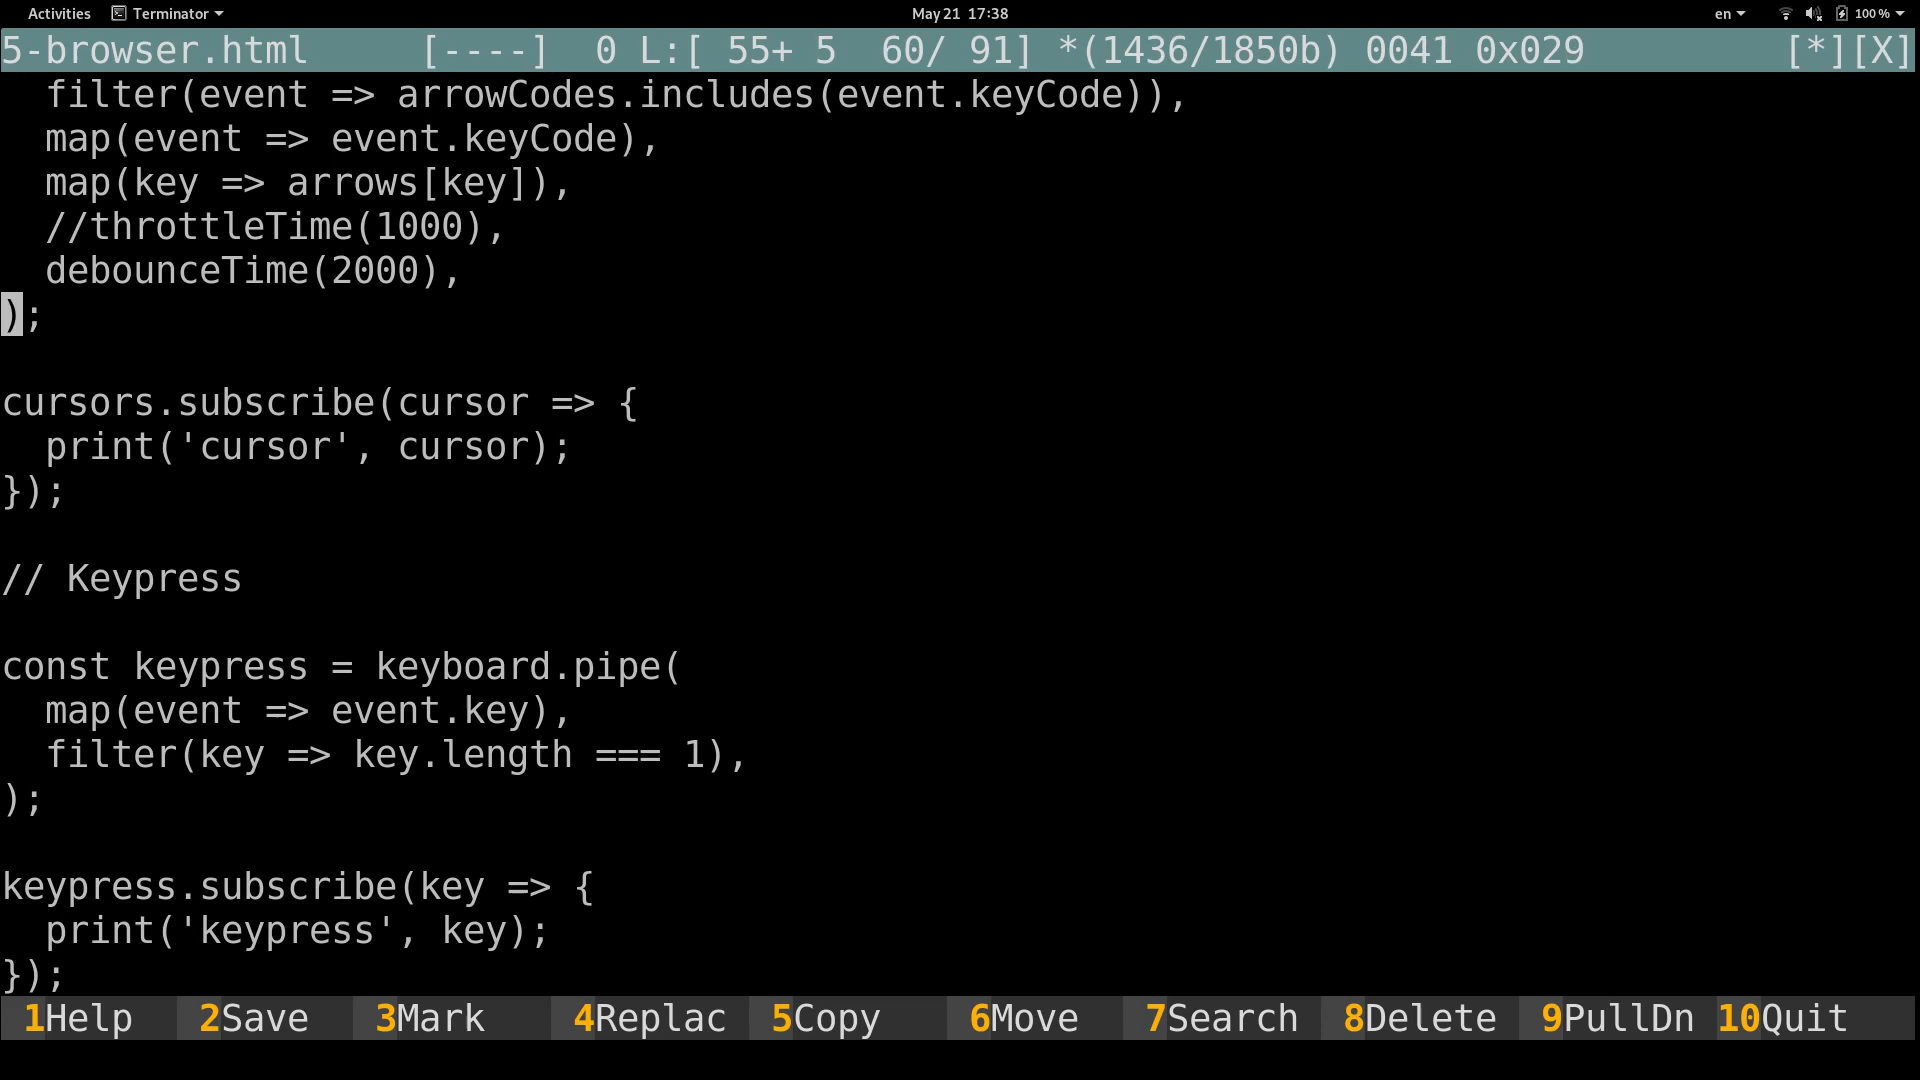 Activities Terminator May 21 17:38 en 100 %
5-browser.html [----] 0 L:[ 55+ 5 60/ 91] *(1436/1850b) 0041 0x029 [*][X]
filter(event => arrowCodes.includes(event.keyCode)),
map(event => event.keyCode),
map(key => arrows[key]),
//throttleTime(1000),
debounceTime(2000),
);
cursors.subscribe(cursor => {
print('cursor', cursor);
});
// Keypress
const keypress = keyboard.pipe(
map(event => event.key),
filter(key => key.length === 1),
);
keypress.subscribe(key => {
print('keypress', key);
});
1Help 2Save 3Mark 4Replac 5Copy 6Move 7Search 8Delete 9PullDn 10Quit